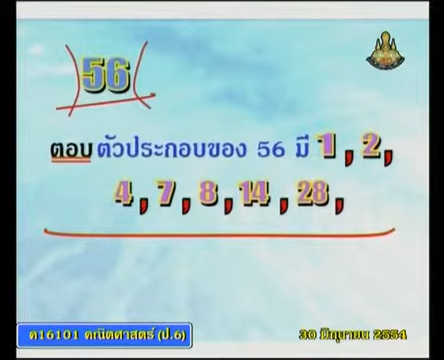 56
ตอบ ตัวประกอบของ 56 มี 1 , 2,
4, 7, 8, 14, 28,
ค16101 คณิตศาสตร์ (ป.6)
30 มิถุนายน 2554